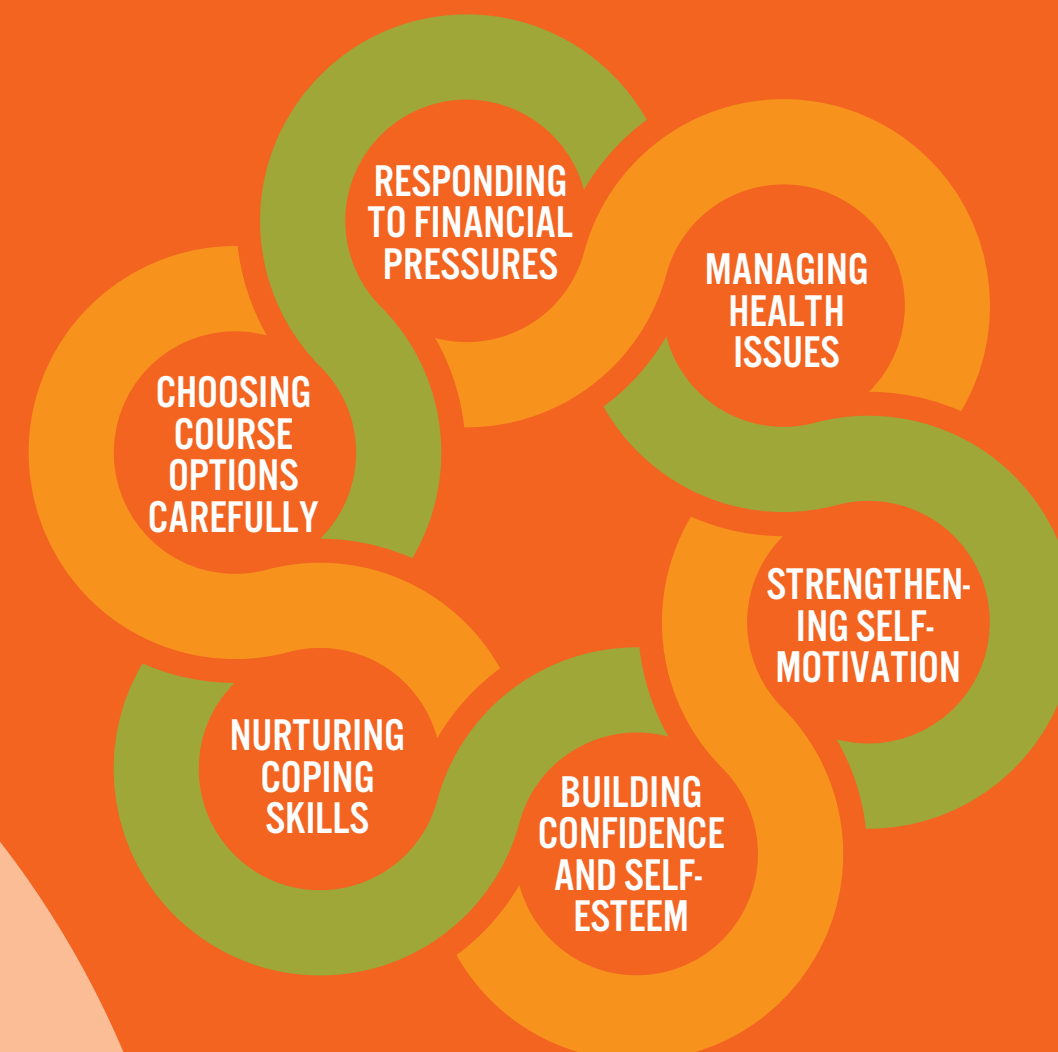 RESPONDING
TO FINANCIAL
PRESSURES
MANAGING
HEALTH
ISSUES
CHOOSING
COURSE
OPTIONS
CAREFULLY
STRENGTHEN-
ING SELF-
MOTIVATION
NURTURING
COPING
SKILLS
BUILDING
CONFIDENCE
AND SELF-
ESTEEM